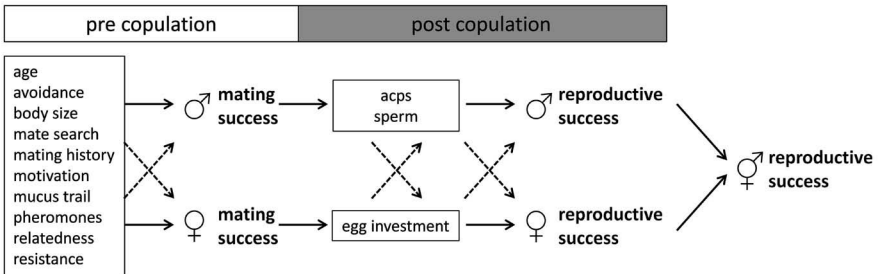 pre copulation
post copulation
age
avoidance
body size
mate search
mating history
motivation
mucus trail
pheromones
relatedness
resistance
♂ mating
success
acps
sperm
♂ reproductive
success
♀ mating
success
egg investment
♀ reproductive
success
⚥ reproductive
success